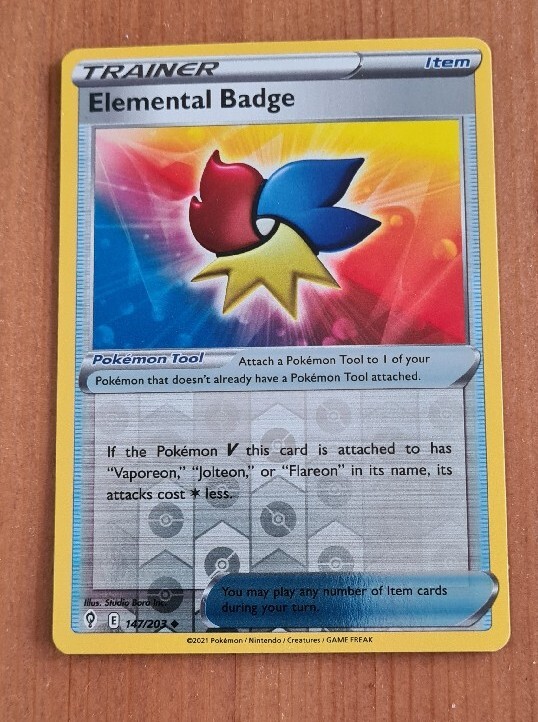 TRAINER
Item
Elemental Badge
Pokémon Tool
Attach a Pokémon Tool to 1 of your
Pokémon that doesn't already have a Pokémon Tool attached.
If the Pokémon V this card is attached to has
"Vaporeon," "Jolteon," or "Flareon" in its name, its
attacks cost ✶ less.
You may play any number of Item cards
during your turn.
Illus. Studio Bora Inc.
E 147/203 ◆
©2021 Pokémon / Nintendo / Creatures / GAME FREAK